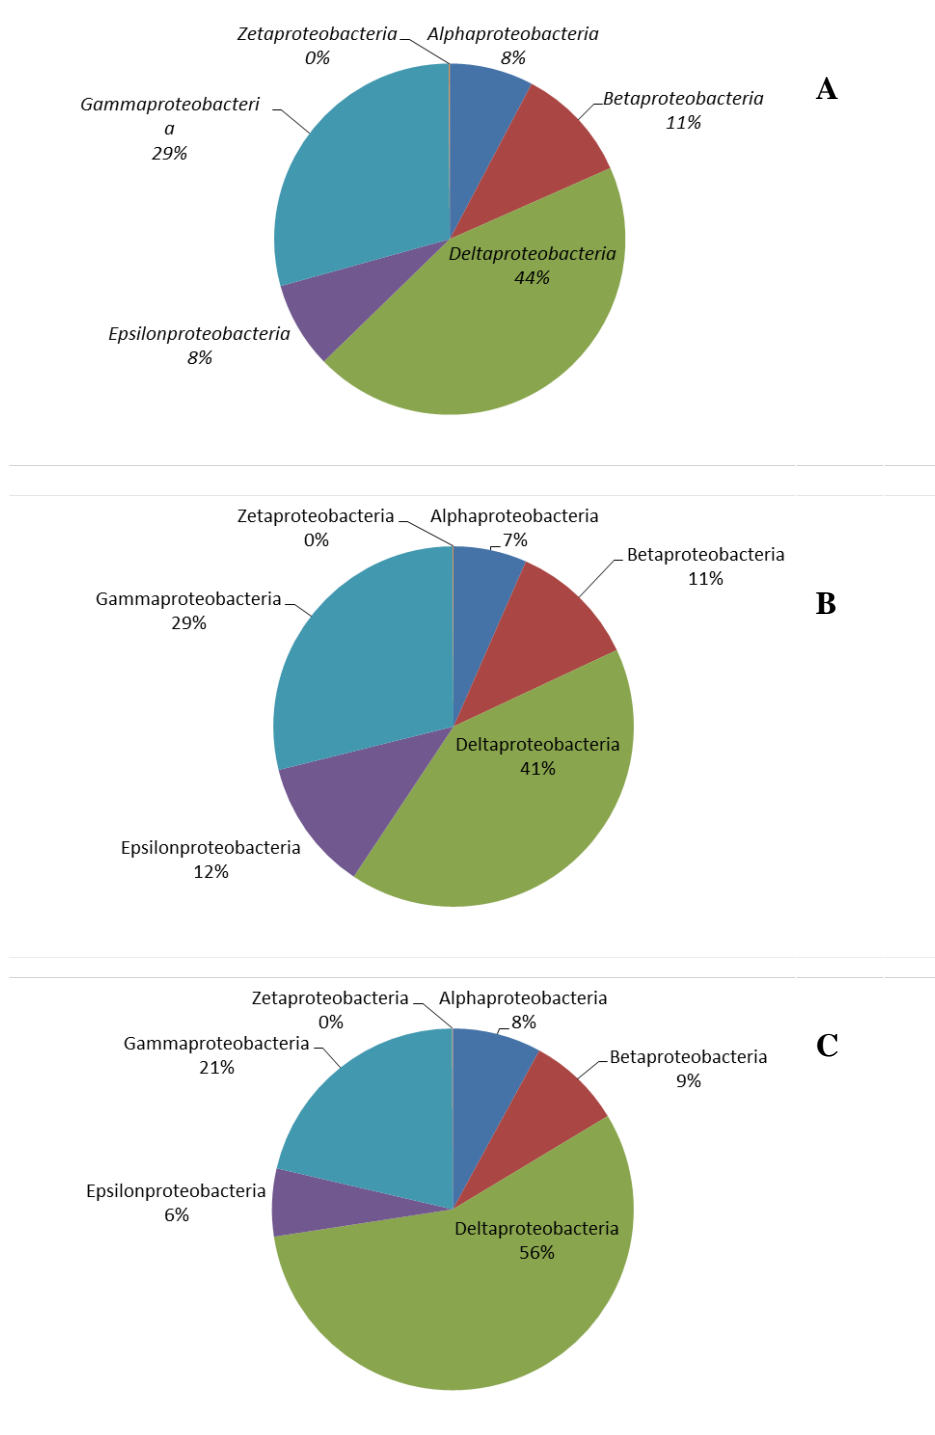 Zetaproteobacteria
0%
Alphaproteobacteria
8%
A
Betaproteobacteria
11%
Gammaproteobacteri
a
29%
Deltaproteobacteria
44%
Epsilonproteobacteria
8%
Zetaproteobacteria
0%
Alphaproteobacteria
7%
Betaproteobacteria
11%
B
Gammaproteobacteria
29%
Deltaproteobacteria
41%
Epsilonproteobacteria
12%
Zetaproteobacteria
0%
Alphaproteobacteria
8%
C
Gammaproteobacteria
21%
Betaproteobacteria
9%
Epsilonproteobacteria
6%
Deltaproteobacteria
56%